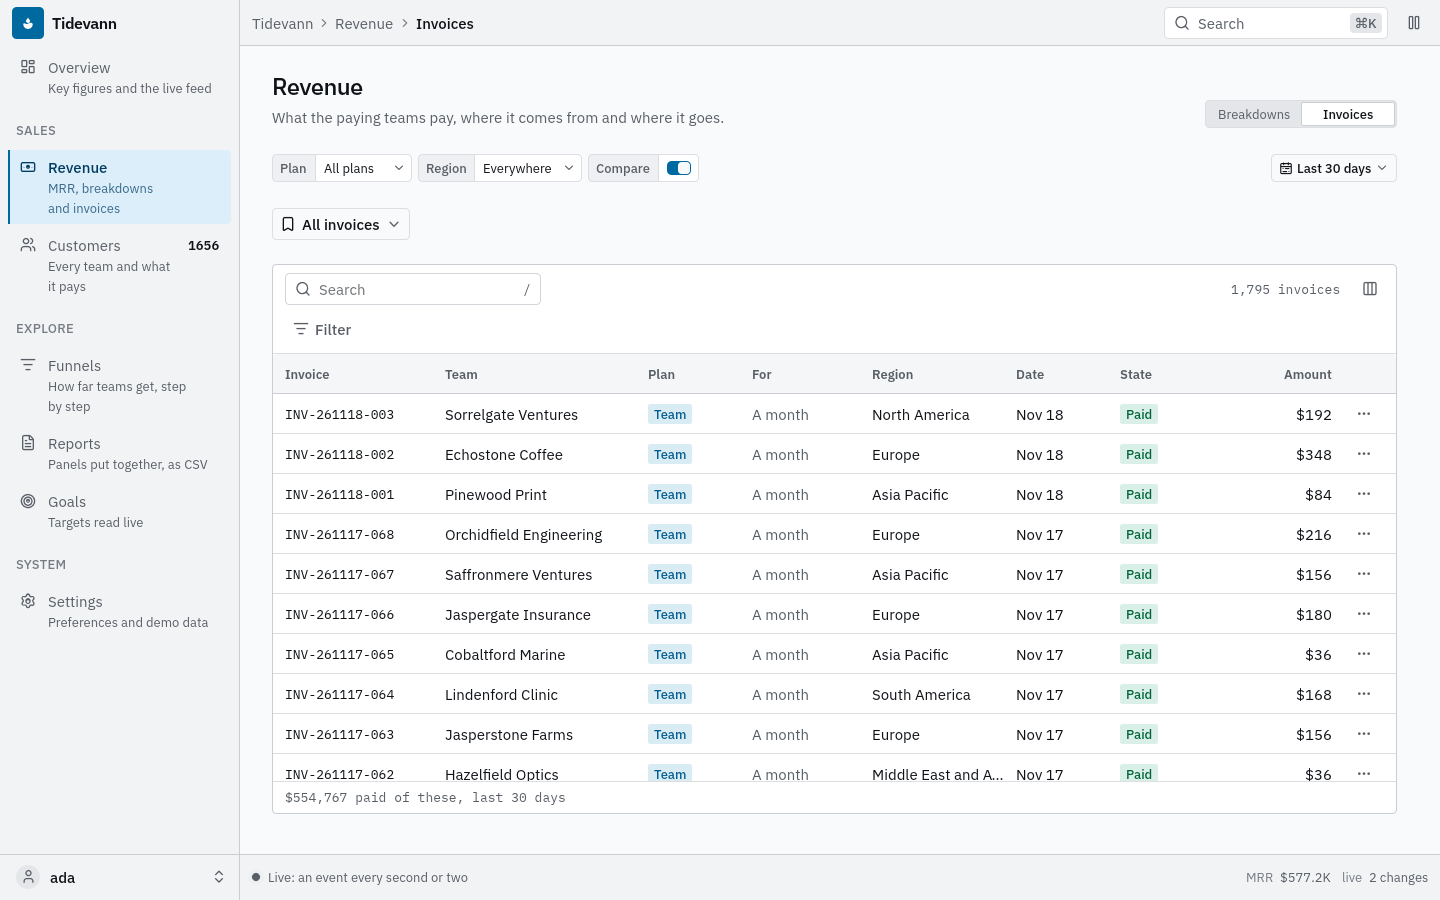 Tidevann
Overview
Key figures and the live feed
SALES
Revenue
MRR, breakdowns
and invoices
Customers 1656
Every team and what
it pays
EXPLORE
Funnels
How far teams get, step
by step
Reports
Panels put together, as CSV
Goals
Targets read live
SYSTEM
Settings
Preferences and demo data
ada
Tidevann Revenue Invoices
Search ⌘K
Revenue
What the paying teams pay, where it comes from and where it goes.
Breakdowns Invoices
Plan All plans Region Everywhere Compare
Last 30 days
All invoices
Search /
1,795 invoices
Filter
Invoice Team Plan For Region Date State Amount
INV-261118-003 Sorrelgate Ventures Team A month North America Nov 18 Paid $192
INV-261118-002 Echostone Coffee Team A month Europe Nov 18 Paid $348
INV-261118-001 Pinewood Print Team A month Asia Pacific Nov 18 Paid $84
INV-261117-068 Orchidfield Engineering Team A month Europe Nov 17 Paid $216
INV-261117-067 Saffronmere Ventures Team A month Asia Pacific Nov 17 Paid $156
INV-261117-066 Jaspergate Insurance Team A month Europe Nov 17 Paid $180
INV-261117-065 Cobaltford Marine Team A month Asia Pacific Nov 17 Paid $36
INV-261117-064 Lindenford Clinic Team A month South America Nov 17 Paid $168
INV-261117-063 Jasperstone Farms Team A month Europe Nov 17 Paid $156
INV-261117-062 Hazelfield Optics Team A month Middle East and A... Nov 17 Paid $36
$554,767 paid of these, last 30 days
Live: an event every second or two
MRR $577.2K live 2 changes